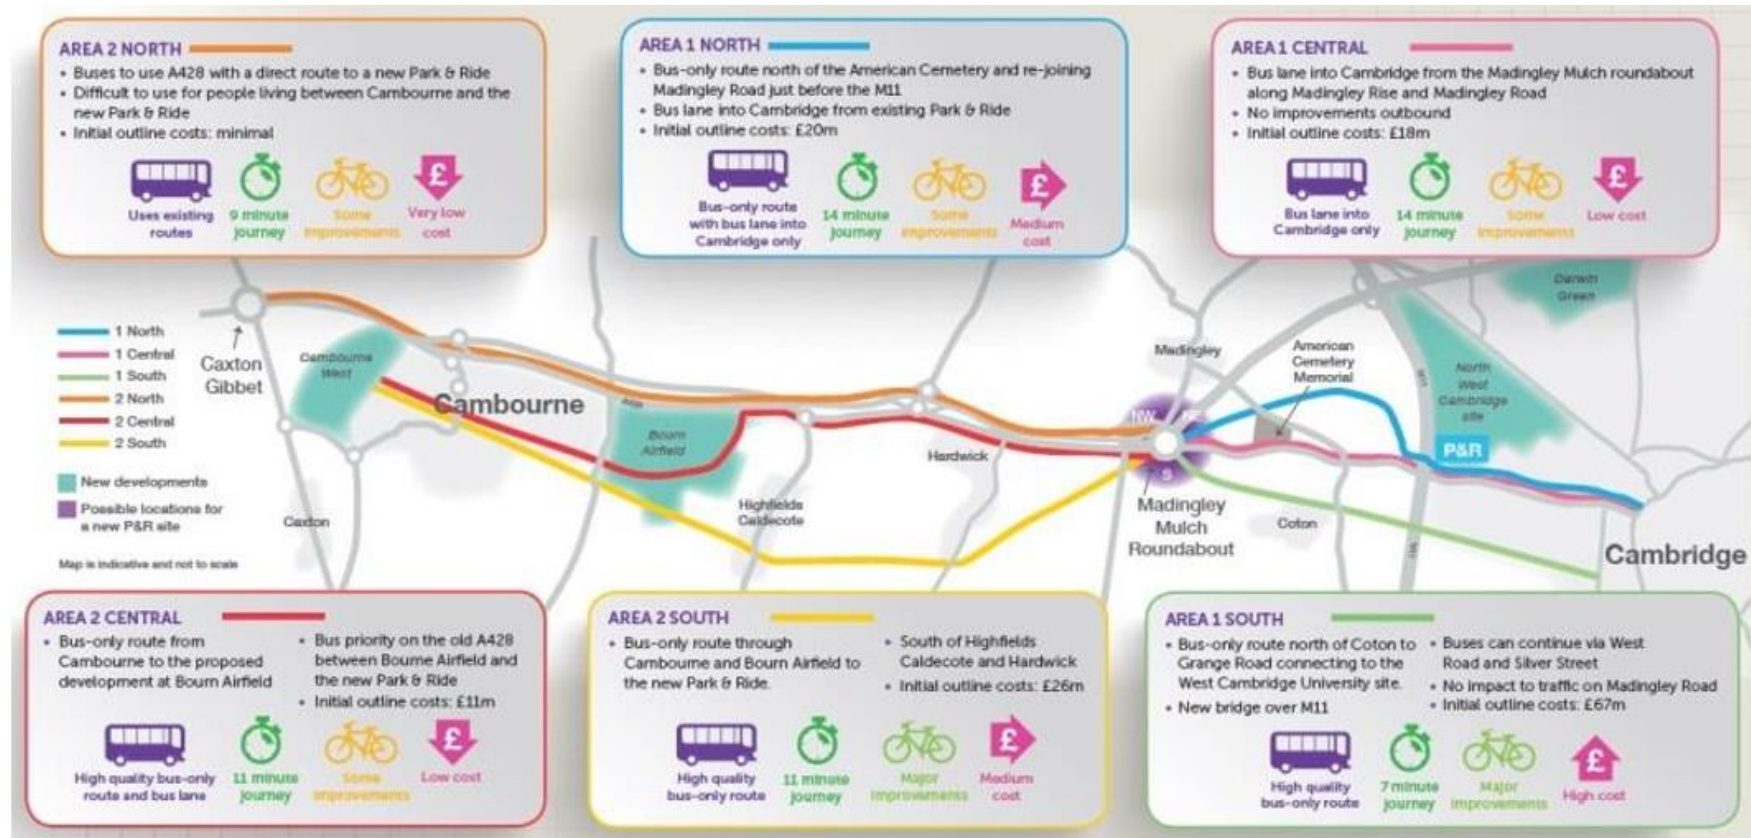 AREA 2 NORTH
• Buses to use A428 with a direct route to a new Park & Ride
• Difficult to use for people living between Cambourne and the
new Park & Ride
• Initial outline costs: minimal
Uses existing
routes
9 minute
journey
Some
improvements
Very low
cost
AREA 1 NORTH
• Bus-only route north of the American Cemetery and re-joining
Madingley Road just before the M11
• Bus lane into Cambridge from existing Park & Ride
• Initial outline costs: £20m
Bus-only route
with bus lane into
Cambridge only
14 minute
journey
Some
improvements
Medium
cost
AREA 1 CENTRAL
• Bus lane into Cambridge from the Madingley Mulch roundabout
along Madingley Rise and Madingley Road
• No improvements outbound
• Initial outline costs: £18m
Bus lane into
Cambridge only
14 minute
journey
Some
improvements
Low cost
1 North
1 Central
1 South
2 North
2 Central
2 South
New developments
Possible locations for
a new P&R site
Map is indicative and not to scale
Caxton
Gibbet
Cambourne
West
Cambourne
Caxton
Bourn
Airfield
Highfields
Caldecote
Hardwick
Madingley
NW
S
Madingley
Mulch
Roundabout
American
Cemetery
Memorial
Coton
M11
P&R
North
West
Cambridge
site
Darwin
Green
Cambridge
AREA 2 CENTRAL
• Bus-only route from
Cambourne to the proposed
development at Bourn Airfield
• Bus priority on the old A428
between Bourne Airfield and
the new Park & Ride
• Initial outline costs: £11m
High quality bus-only
route and bus lane
11 minute
journey
Some
improvements
Low cost
AREA 2 SOUTH
• Bus-only route through
Cambourne and Bourn Airfield to
the new Park & Ride.
• South of Highfields
Caldecote and Hardwick
• Initial outline costs: £26m
High quality
bus-only route
11 minute
journey
Major
improvements
Medium
cost
AREA 1 SOUTH
• Bus-only route north of Coton to
Grange Road connecting to the
West Cambridge University site.
• New bridge over M11
• Buses can continue via West
Road and Silver Street
• No impact to traffic on Madingley Road
• Initial outline costs: £67m
High quality
bus-only route
7 minute
journey
Major
improvements
High cost